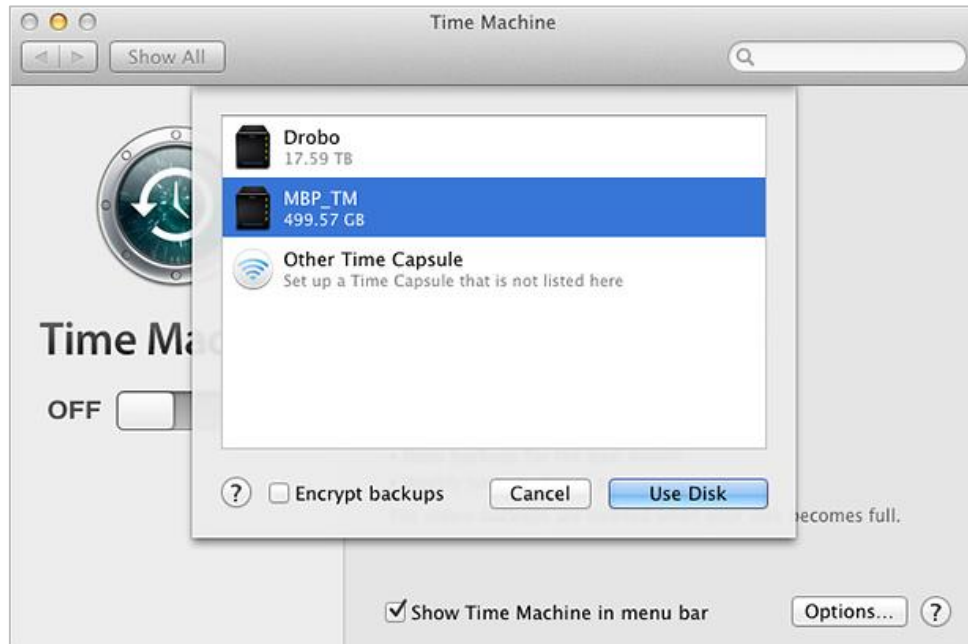 Time Machine
Show All
Drobo
17.59 TB
MBP_TM
499.57 GB
Other Time Capsule
Set up a Time Capsule that is not listed here
Time Mac
OFF
? Encrypt backups Cancel Use Disk
becomes full.
Show Time Machine in menu bar Options... ?